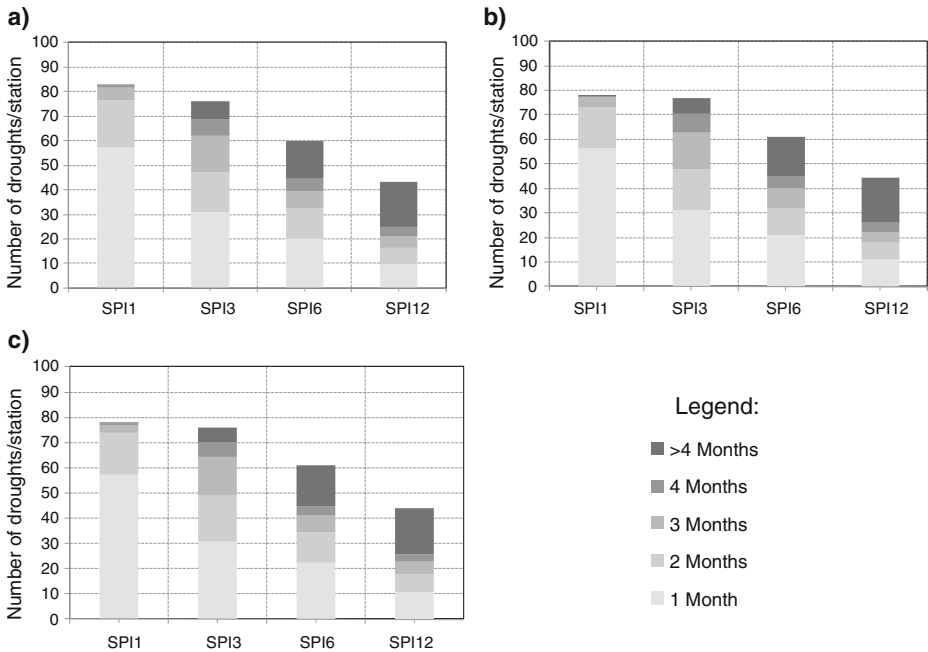 a)
Number of droughts/station
100
90
80
70
60
50
40
30
20
10
0
SPI1 SPI3 SPI6 SPI12
b)
Number of droughts/station
100
90
80
70
60
50
40
30
20
10
0
SPI1 SPI3 SPI6 SPI12
c)
Number of droughts/station
100
90
80
70
60
50
40
30
20
10
0
SPI1 SPI3 SPI6 SPI12
Legend:
>4 Months
4 Months
3 Months
2 Months
1 Month